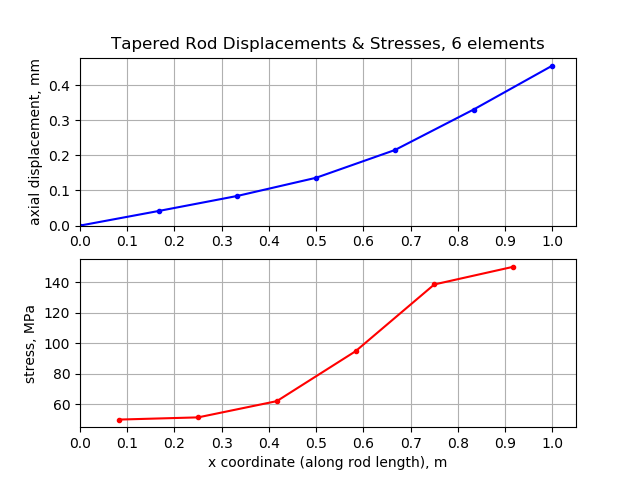 Tapered Rod Displacements & Stresses, 6 elements
axial displacement, mm
0.4
0.3
0.2
0.1
0.0
0.0 0.1 0.2 0.3 0.4 0.5 0.6 0.7 0.8 0.9 1.0
stress, MPa
140
120
100
80
60
0.0 0.1 0.2 0.3 0.4 0.5 0.6 0.7 0.8 0.9 1.0
x coordinate (along rod length), m